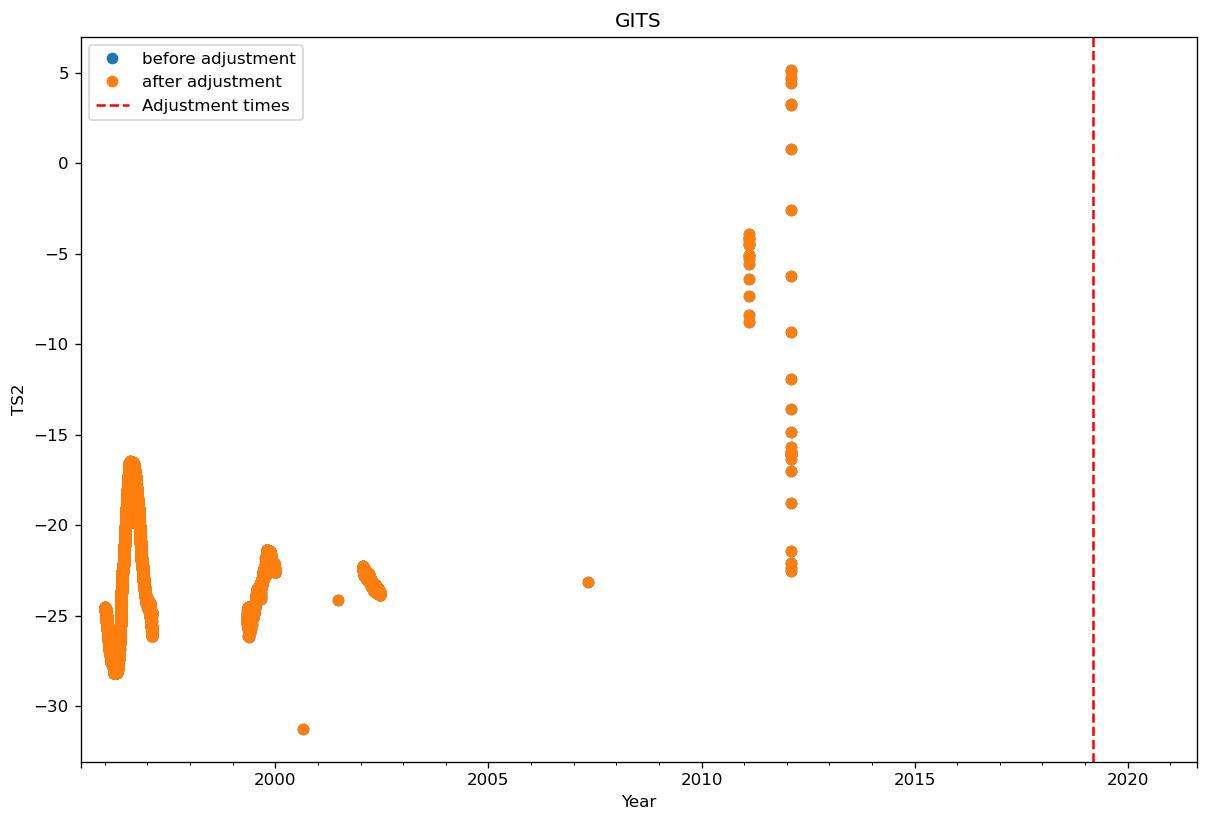 GITS
before adjustment
after adjustment
Adjustment times
5
0
−5
−10
−15
−20
−25
−30
TS2
2000 2005 2010 2015 2020
Year